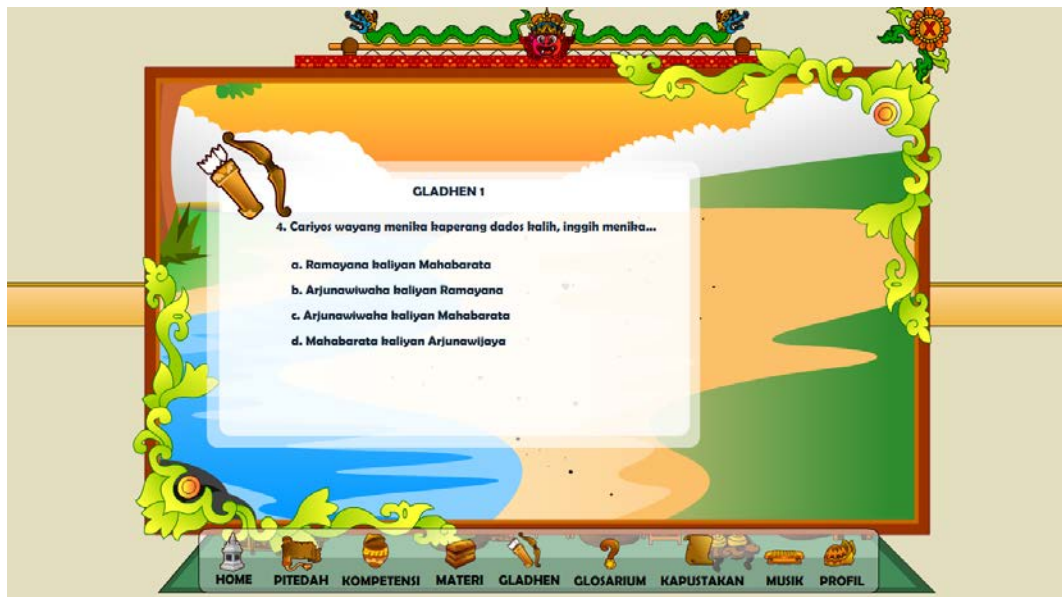 X
GLADHEN 1
4. Cariyos wayang menika kaperang dados kalih, inggih menika...
a. Ramayana kaliyan Mahabarata
b. Arjunawiwaha kaliyan Ramayana
c. Arjunawiwaha kaliyan Mahabarata
d. Mahabarata kaliyan Arjunawijaya
HOME PITEDAH KOMPETENSI MATERI GLADHEN GLOSARIUM KAPUSTAKAN MUSIK PROFIL